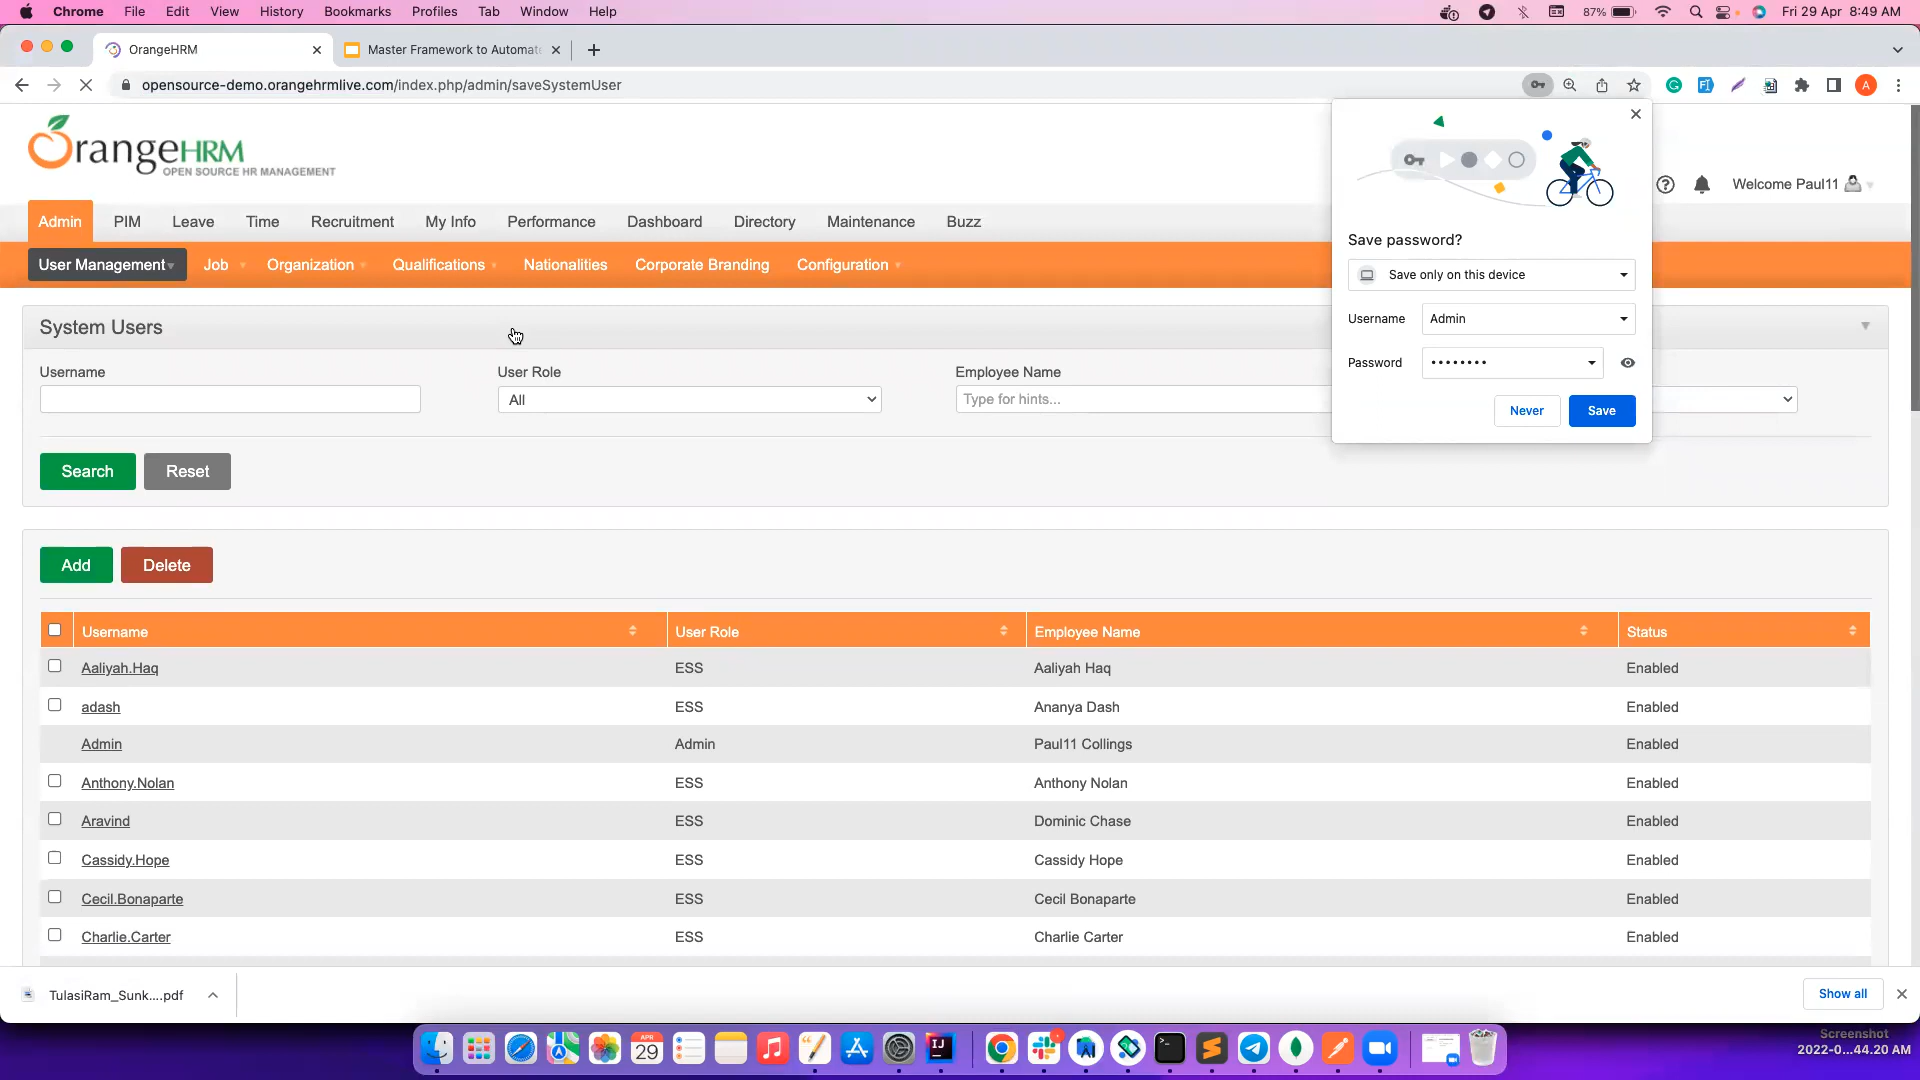 Chrome File Edit View History Bookmarks Profiles Tab Window Help 87% Fri 29 Apr 8:49 AM
OrangeHRM Master Framework to Automat
opensource-demo.orangehrmlive.com/index.php/admin/saveSystemUser A
OrangeHRM
OPEN SOURCE HR MANAGEMENT
Welcome Paul11
Admin PIM Leave Time Recruitment My Info Performance Dashboard Directory Maintenance Buzz
User Management Job Organization Qualifications Nationalities Corporate Branding Configuration
Save password?
Save only on this device
Username Admin
Password ••••••••
Never Save
System Users
Username User Role Employee Name
All Type for hints...
Search Reset
Add Delete
Username User Role Employee Name Status
Aaliyah.Haq ESS Aaliyah Haq Enabled
adash ESS Ananya Dash Enabled
Admin Admin Paul11 Collings Enabled
Anthony.Nolan ESS Anthony Nolan Enabled
Aravind ESS Dominic Chase Enabled
Cassidy.Hope ESS Cassidy Hope Enabled
Cecil.Bonaparte ESS Cecil Bonaparte Enabled
Charlie.Carter ESS Charlie Carter Enabled
TulasiRam_Sunk....pdf Show all
APR
29
IJ
Screenshot
2022-0...44.20 AM